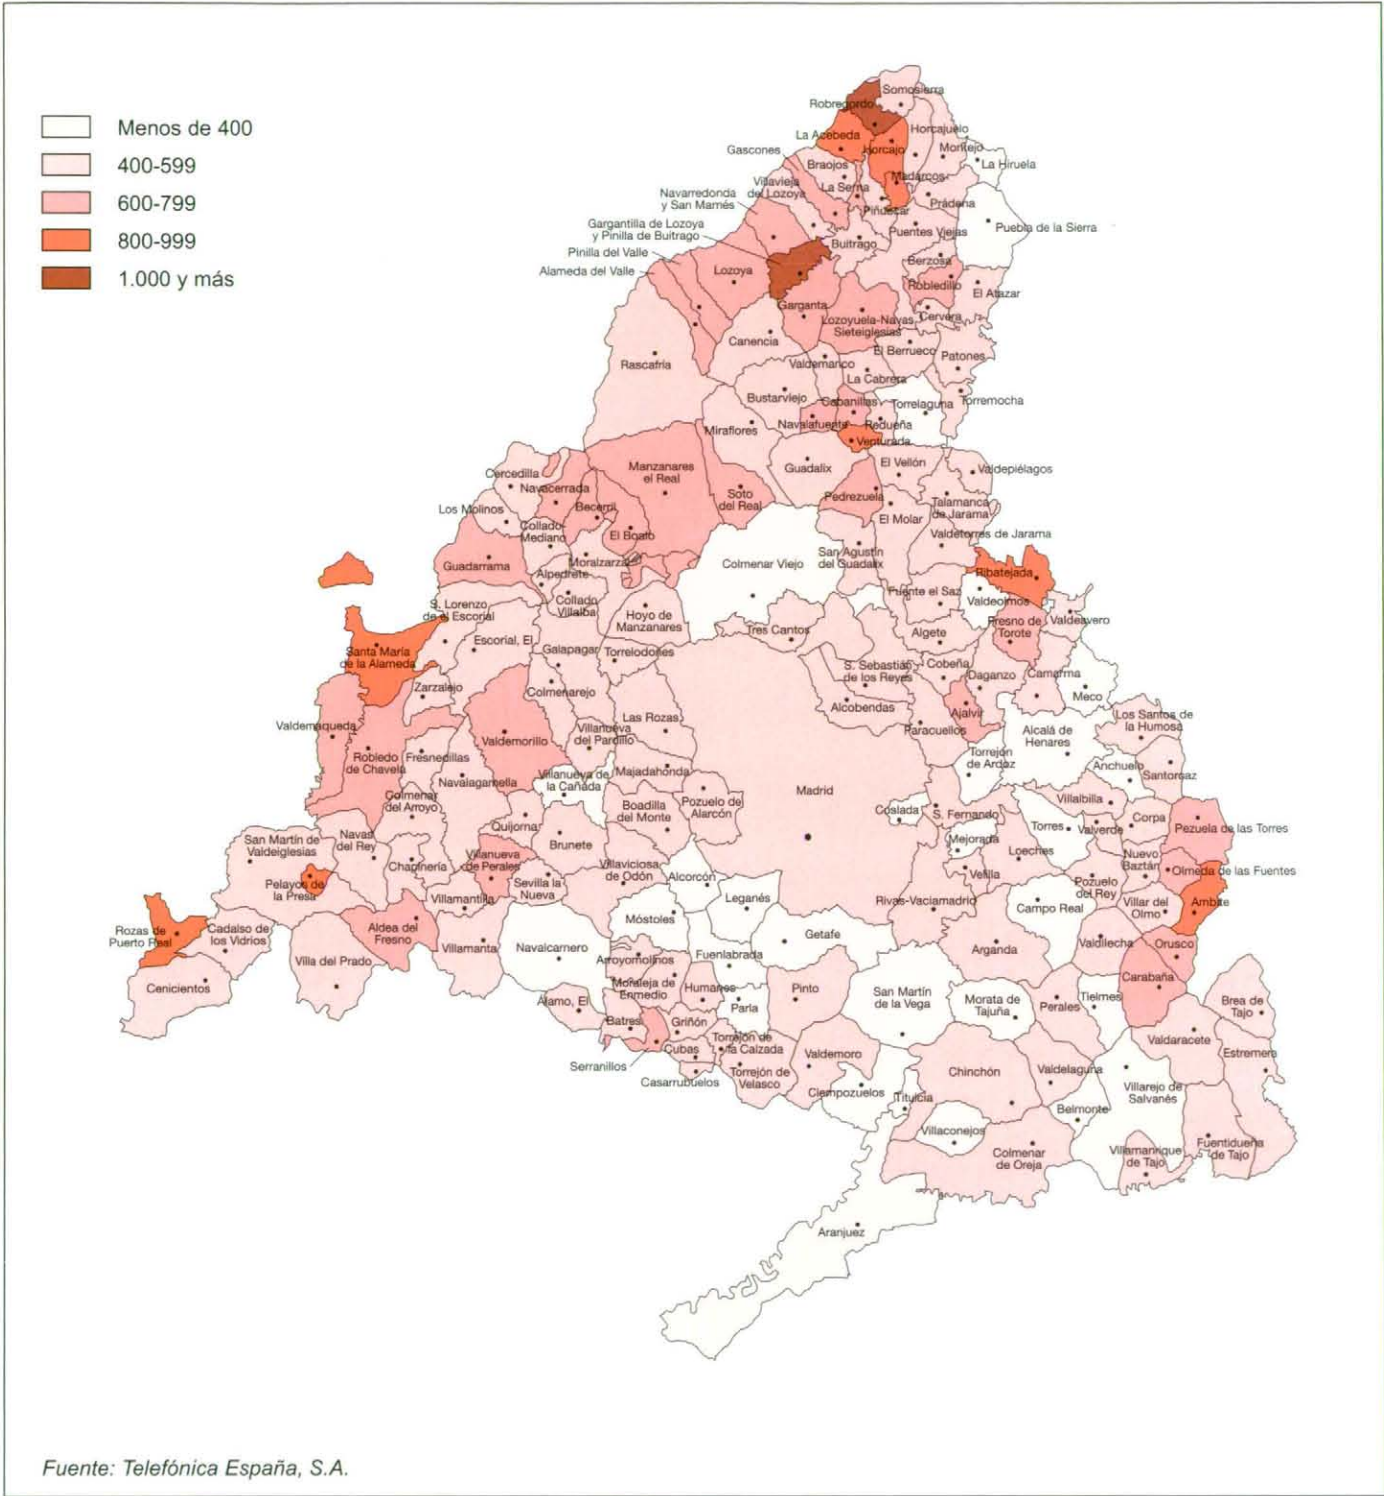 Menos de 400
400-599
600-799
800-999
1.000 y más
Somosierra
Robregordo
La Acebeda
Horcajo
Horcajuelo
Montejo
La Hiruela
Gascones
Braojos
Madarcos
Villavieja
del Lozoya
La Serna
Prádena
Navarredonda
y San Mamés
Piñuécar
Puebla de la Sierra
Gargantilla de Lozoya
y Pinilla de Buitrago
Puentes Viejas
Buitrago
Pinilla del Valle
Berzosa
Alameda del Valle
Lozoya
Robledillo
El Atazar
Garganta
Lozoyuela-Navas
Sieteiglesias
Cervera
Canencia
El Berrueco
Rascafría
Valdemanco
Patones
La Cabrera
Bustarviejo
Cabanillas
Torrelaguna
Torremocha
Miraflores
Navalafuente
Redueña
Venturada
Guadalix
El Vellón
Valdepiélagos
Manzanares
el Real
Cercedilla
Navacerrada
Soto
del Real
Pedrezuela
Talamanca
de Jarama
Los Molinos
Becerril
El Molar
Collado-
Mediano
El Boalo
Valdetorres de Jarama
Guadarrama
Moralzarzal
Colmenar Viejo
San Agustín
del Guadalix
Alpedrete
Ribatejada
Fuente el Saz
Valdeolmos
S. Lorenzo
de el Escorial
Collado
Villalba
Hoyo de
Manzanares
Fresno de
Torote
Valdeavero
Tres Cantos
Algete
Escorial, El
Galapagar
Torrelodones
Santa María
de la Alameda
S. Sebastián
de los Reyes
Cobeña
Daganzo
Camarma
Zarzalejo
Colmenarejo
Meco
Alcobendas
Ajalvir
Valdemaqueda
Las Rozas
Los Santos de
la Humosa
Paracuellos
Valdemorillo
Villanueva
del Pardillo
Alcalá de
Henares
Robledo
de Chavela
Fresnedillas
Torrejón
de Ardoz
Anchuelo
Santorcaz
Navalagamella
Villanueva de
la Cañada
Majadahonda
Madrid
Colmenar
del Arroyo
Boadilla
del Monte
Pozuelo de
Alarcón
Villalbilla
Coslada
S. Fernando
Corpa
Quijorna
Torres
Valverde
Pezuela de las Torres
San Martín de
Valdeiglesias
Navas
del Rey
Brunete
Mejorada
Loeches
Chapinería
Villanueva
de Perales
Nuevo
Baztán
Olmeda de las Fuentes
Villaviciosa
de Odón
Alcorcón
Velilla
Pozuelo
del Rey
Pelayos de
la Presa
Sevilla la
Nueva
Villamantilla
Leganés
Rivas-Vaciamadrid
Campo Real
Villar del
Olmo
Ambite
Móstoles
Rozas de
Puerto Real
Cadalso de
los Vidrios
Aldea del
Fresno
Getafe
Villamanta
Navalcarnero
Arganda
Valdilecha
Orusco
Villa del Prado
Arroyomolinos
Fuenlabrada
Carabaña
Cenicientos
Moraleja de
Enmedio
Humanes
Pinto
San Martín
de la Vega
Morata de
Tajuña
Perales
Tielmes
Brea de
Tajo
Álamo, El
Parla
Batres
Griñón
Valdaracete
Serranillos
Cubas
Torrejón de
la Calzada
Valdemoro
Estremera
Casarrubuelos
Torrejón de
Velasco
Chinchón
Valdelaguna
Ciempozuelos
Villarejo de
Salvanés
Titulcia
Belmonte
Villaconejos
Colmenar
de Oreja
Villamanrique
de Tajo
Fuentidueña
de Tajo
Aranjuez
Fuente: Telefónica España, S.A.